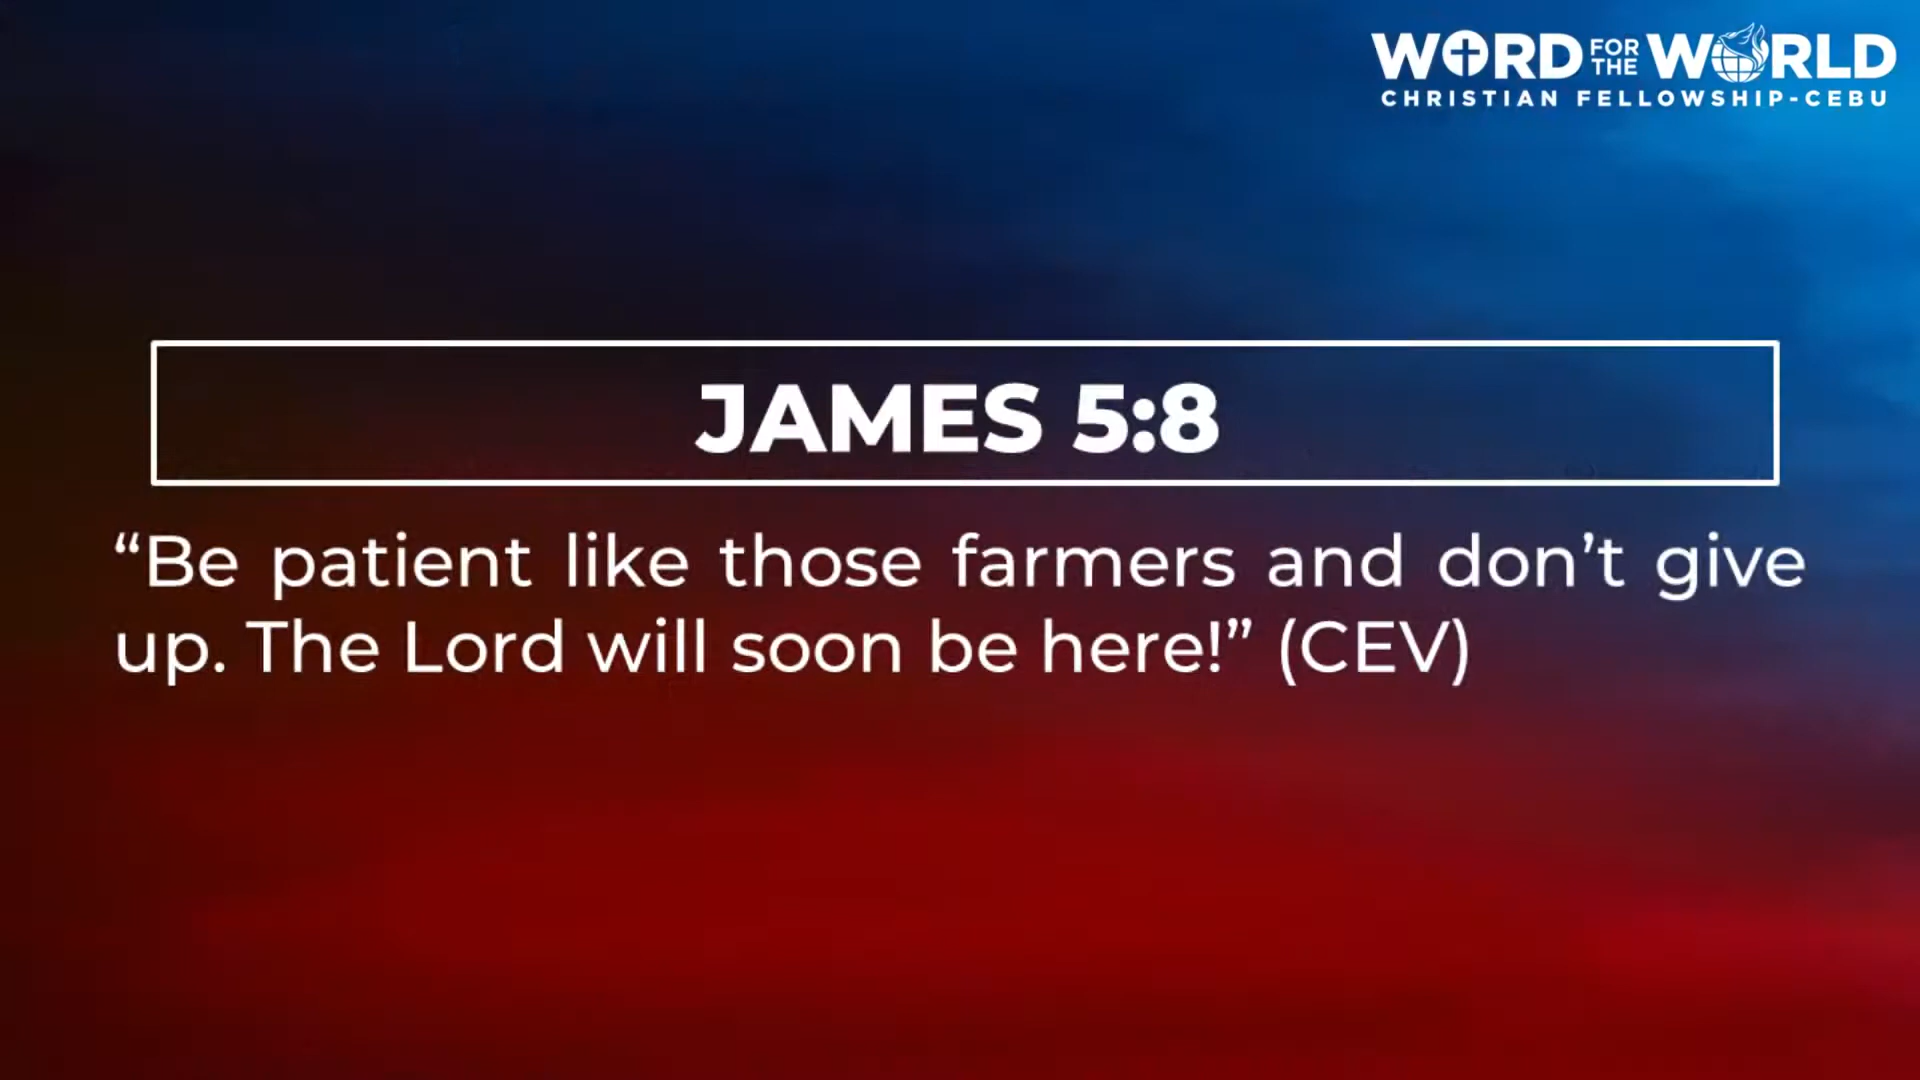 WORD FOR THE WORLD
CHRISTIAN FELLOWSHIP-CEBU
JAMES 5:8
“Be patient like those farmers and don’t give
up. The Lord will soon be here!” (CEV)